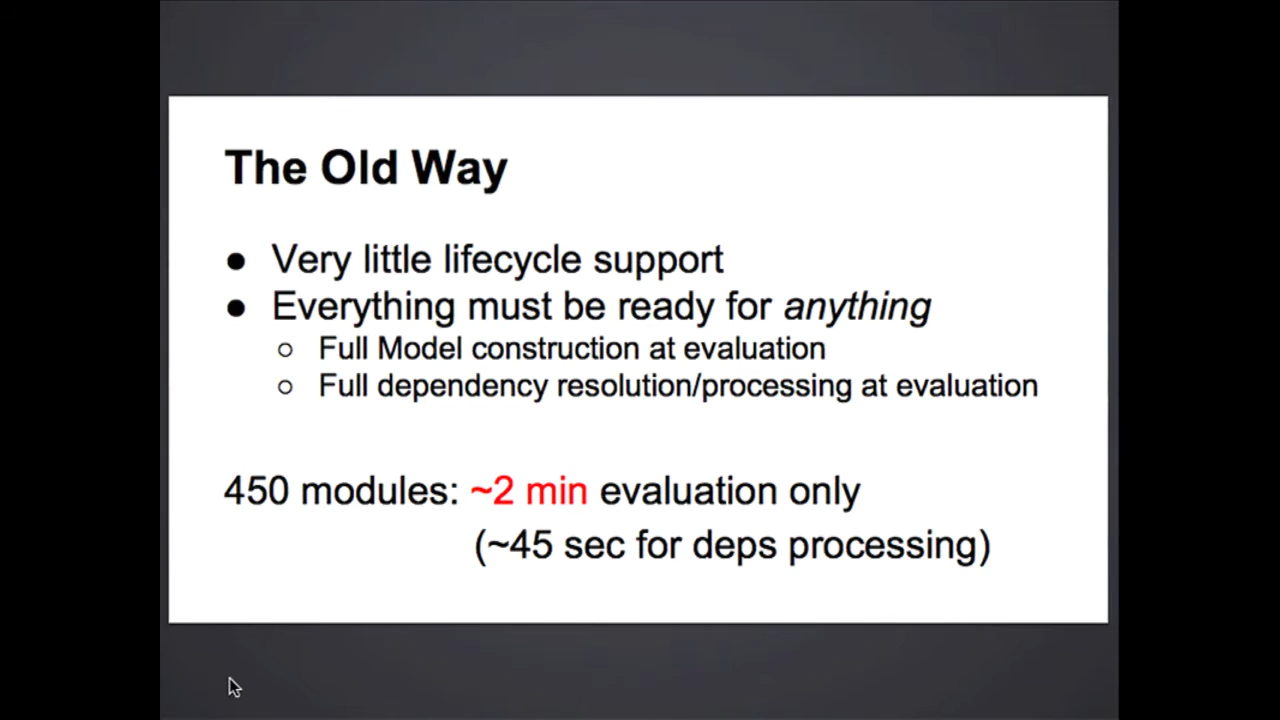 The Old Way
● Very little lifecycle support
● Everything must be ready for anything
○ Full Model construction at evaluation
○ Full dependency resolution/processing at evaluation
450 modules: ~2 min evaluation only
(~45 sec for deps processing)